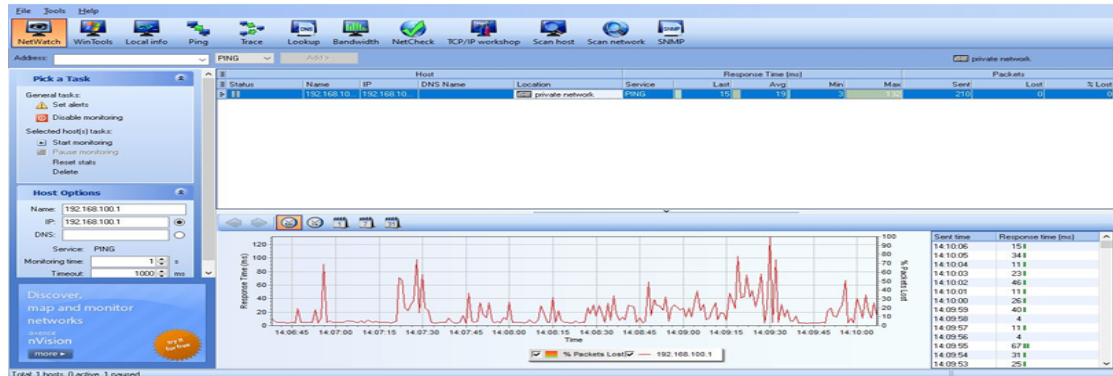 File Tools Help
NetWatch WinTools Local info Ping Trace Lookup Bandwidth NetCheck TCP/IP workshop Scan host Scan network SNMP
Address: PING Add > private network
Pick a Task
General tasks:
Set alerts
Disable monitoring
Selected host(s) tasks:
Start monitoring
Pause monitoring
Reset stats
Delete
Host Options
Name: 192.168.100.1
IP: 192.168.100.1
DNS:
Service: PING
Monitoring time: 1 s
Timeout: 1000 ms
Discover,
map and monitor
networks
axence
nVision
try it
for free
more
Host Response Time (ms) Packets
Status Name IP DNS Name Location Service Last Avg Min Max Sent Lost % Lost
192.168.10... 192.168.10... private network PING 15 19 3 132 210 0 0
Response Time (ms)
120
100
80
60
40
20
0
100
90
80
70
60
50
40
30
20
10
0
% Packets Lost
14:06:45 14:07:00 14:07:15 14:07:30 14:07:45 14:08:00 14:08:15 14:08:30 14:08:45 14:09:00 14:09:15 14:09:30 14:09:45 14:10:00
Time
% Packets Lost 192.168.100.1
Sent time Response time (ms)
14:10:06 15
14:10:05 34
14:10:04 11
14:10:03 23
14:10:02 46
14:10:01 11
14:10:00 26
14:09:59 40
14:09:58 4
14:09:57 11
14:09:56 4
14:09:55 67
14:09:54 31
14:09:53 25
Total: 1 hosts, 0 active, 1 paused